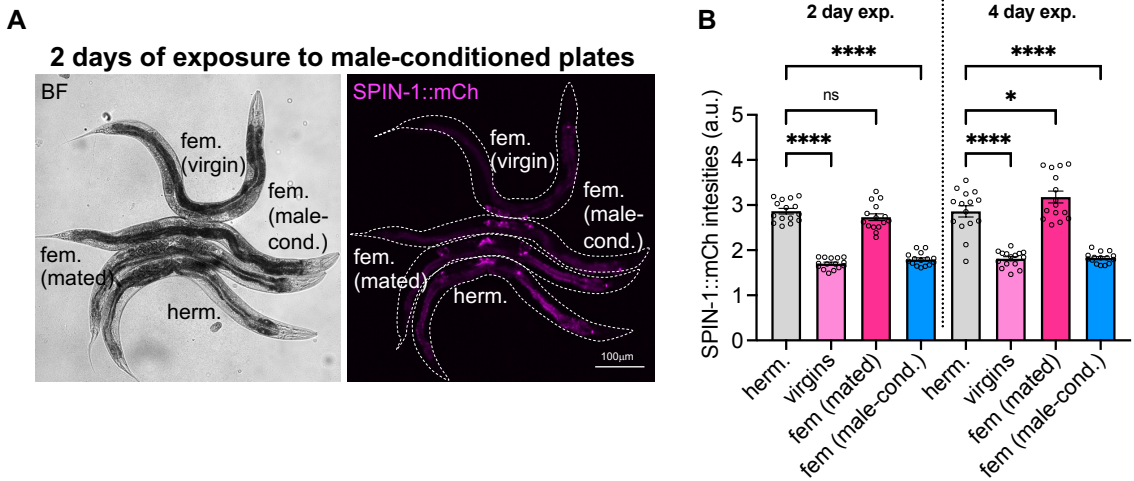 A
2 days of exposure to male-conditioned plates
BF
fem.
(virgin)
fem.
(male-
cond.)
fem.
(mated)
herm.
SPIN-1::mCh
fem.
(virgin)
fem.
(male-
cond.)
fem.
(mated)
herm.
100μm
B
2 day exp.
4 day exp.
****
****
ns
*
****
****
SPIN-1::mCh intesities (a.u.)
5
4
3
2
1
0
herm.
virgins
fem (mated)
fem (male-cond.)
herm.
virgins
fem (mated)
fem (male-cond.)